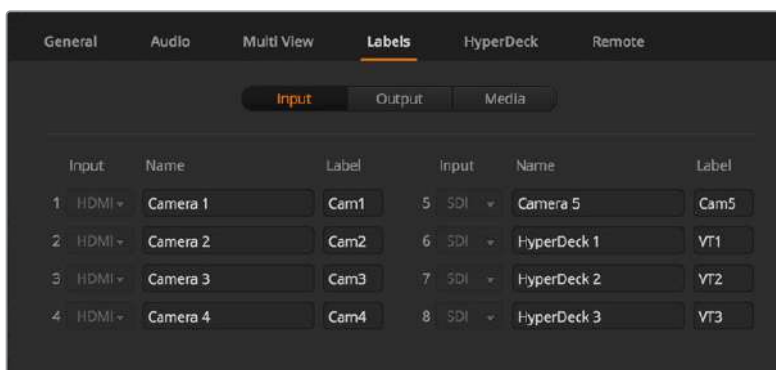 General Audio Multi View Labels HyperDeck Remote
Input Output Media
Input Name Label Input Name Label
1 HDMI Camera 1 Cam1 5 SDI Camera 5 Cam5
2 HDMI Camera 2 Cam2 6 SDI HyperDeck 1 VT1
3 HDMI Camera 3 Cam3 7 SDI HyperDeck 2 VT2
4 HDMI Camera 4 Cam4 8 SDI HyperDeck 3 VT3